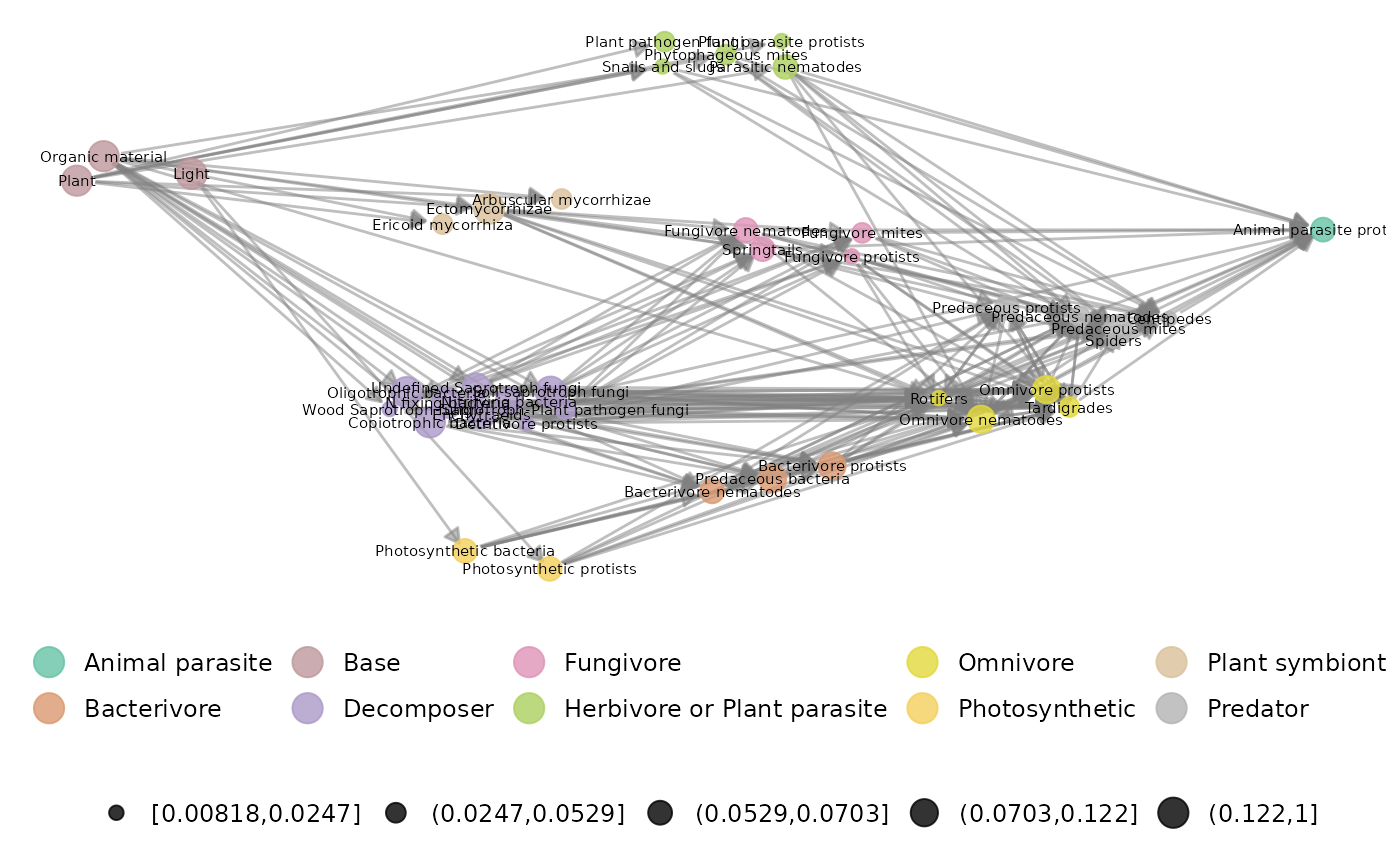 Plant pathogen fungi
Plant parasite protists
Phytophageous mites
Snails and slugs
Parasitic nematodes
Organic material
Light
Plant
Arbuscular mycorrhizae
Ectomycorrhizae
Ericoid mycorrhiza
Fungivore nematodes
Fungivore mites
Animal parasite prot
Springtails
Fungivore protists
Predaceous protists
Predaceous nematodes
Centipedes
Predaceous mites
Spiders
Undefined Saprotroph fungi
Oligotrophic bacteria
Soil saprotroph fungi
N fixing bacteria
Nitrifying bacteria
Wood Saprotroph fungi
Saprotroph-Plant pathogen fungi
Enchytraeids
Copiotrophic bacteria
Detritivore protists
Omnivore protists
Rotifers
Tardigrades
Omnivore nematodes
Bacterivore protists
Predaceous bacteria
Bacterivore nematodes
Photosynthetic bacteria
Photosynthetic protists
Animal parasite
Base
Fungivore
Omnivore
Plant symbiont
Bacterivore
Decomposer
Herbivore or Plant parasite
Photosynthetic
Predator
[0.00818,0.0247]
(0.0247,0.0529]
(0.0529,0.0703]
(0.0703,0.122]
(0.122,1]